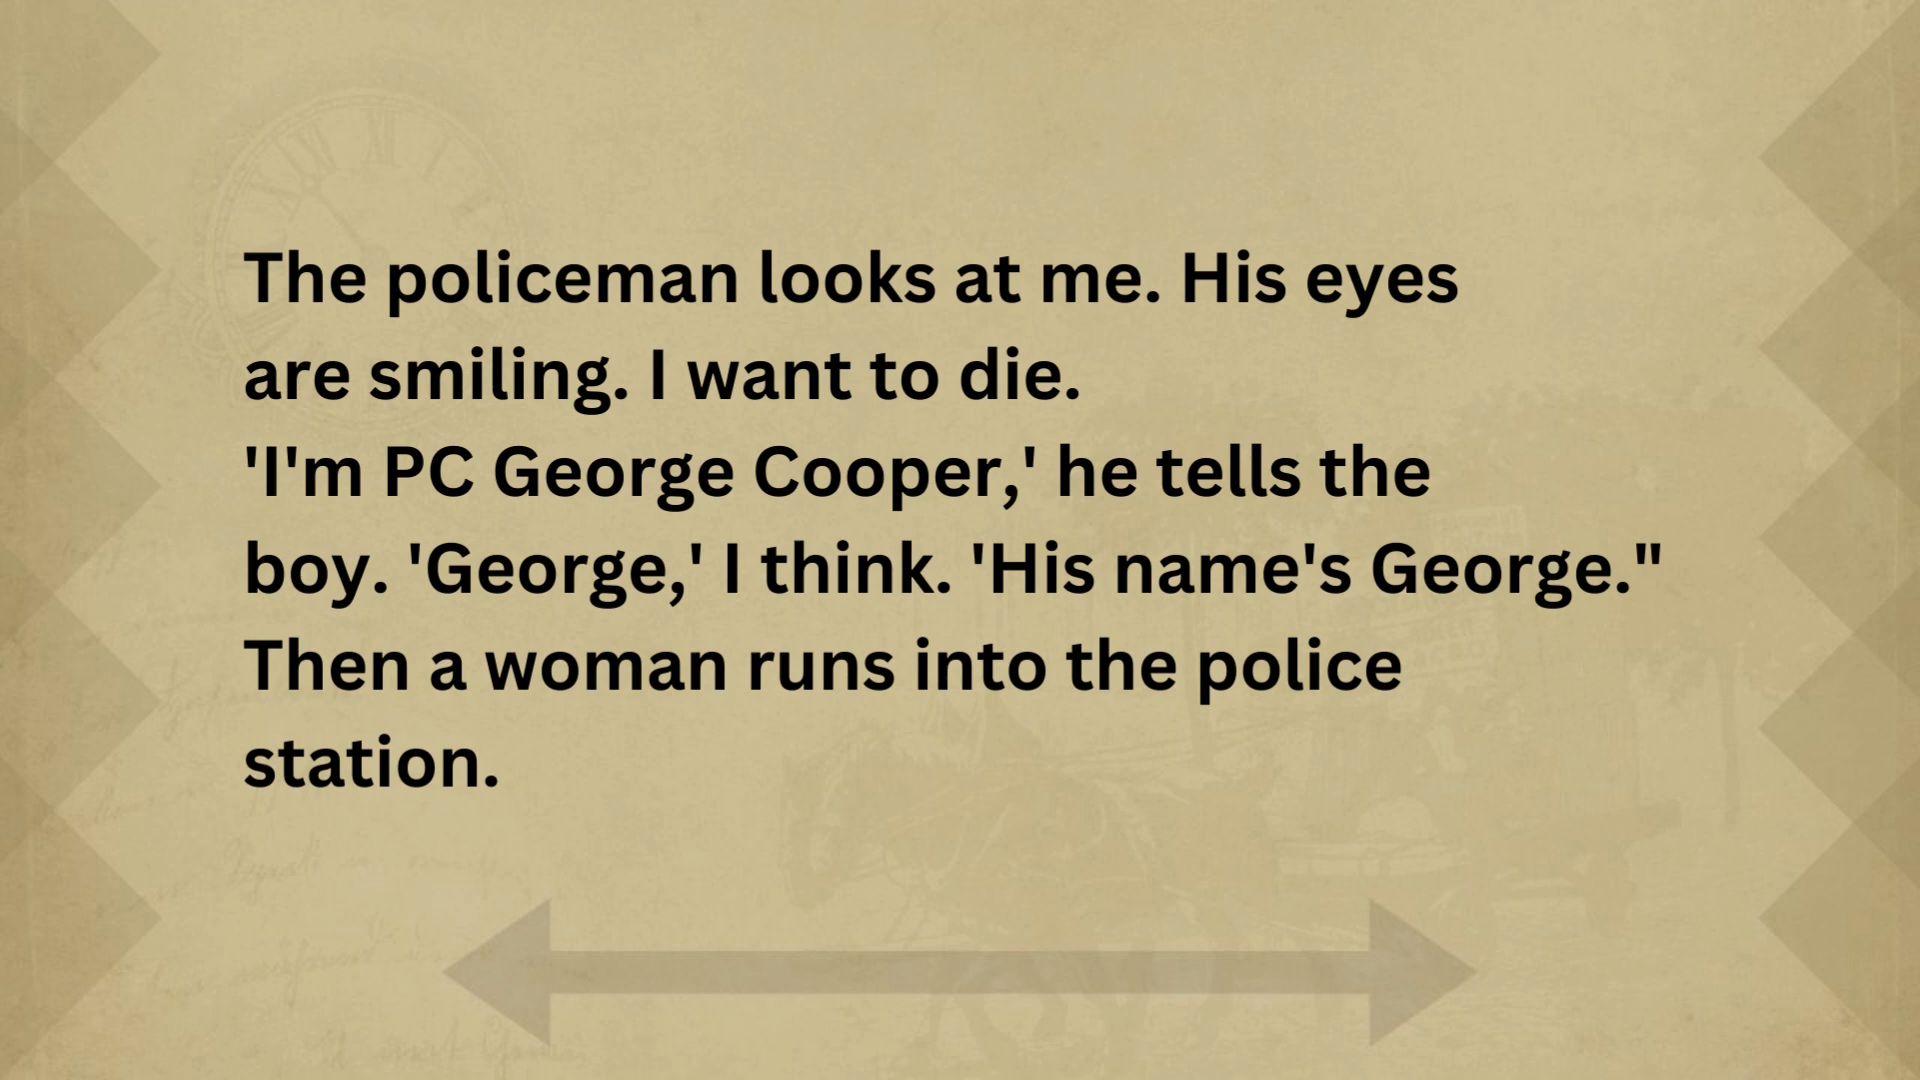 The policeman looks at me. His eyes
are smiling. I want to die.
'I'm PC George Cooper,' he tells the
boy. 'George,' I think. 'His name's George."
Then a woman runs into the police
station.